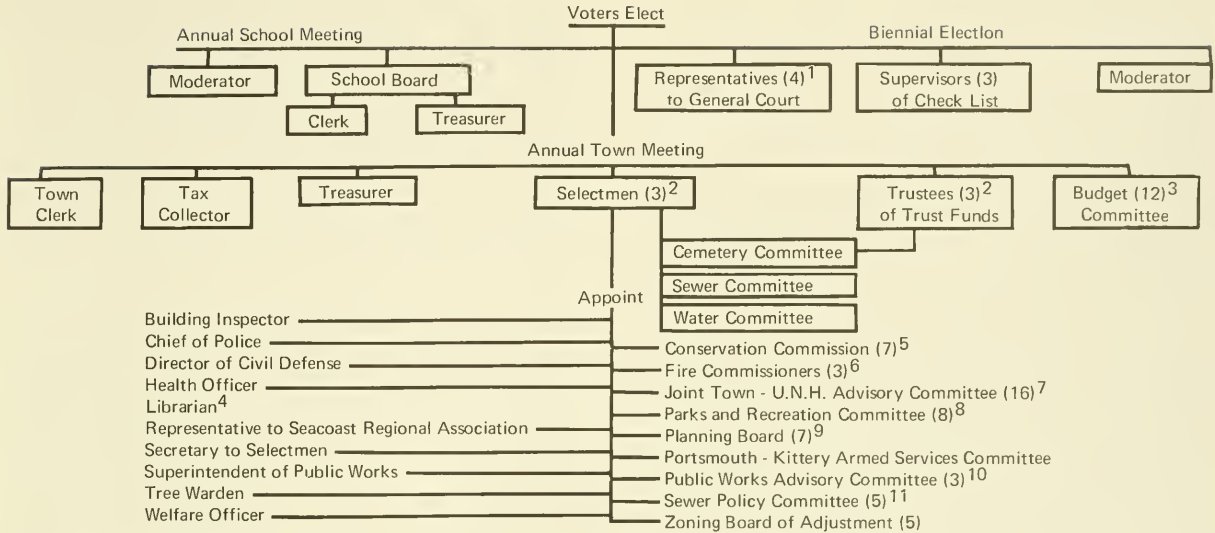 Voters Elect
Annual School Meeting
Biennial Election
Moderator
School Board
Clerk
Treasurer
Representatives (4)1
to General Court
Supervisors (3)
of Check List
Moderator
Annual Town Meeting
Town
Clerk
Tax
Collector
Treasurer
Selectmen (3)2
Trustees (3)2
of Trust Funds
Budget (12)3
Committee
Cemetery Committee
Sewer Committee
Water Committee
Appoint
Building Inspector
Chief of Police
Director of Civil Defense
Health Officer
Librarian4
Representative to Seacoast Regional Association
Secretary to Selectmen
Superintendent of Public Works
Tree Warden
Welfare Officer
Conservation Commission (7)5
Fire Commissioners (3)6
Joint Town - U.N.H. Advisory Committee (16)7
Parks and Recreation Committee (8)8
Planning Board (7)9
Portsmouth - Kittery Armed Services Committee
Public Works Advisory Committee (3)10
Sewer Policy Committee (5)11
Zoning Board of Adjustment (5)